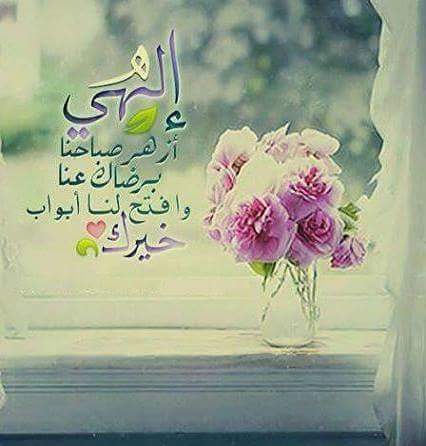 إلهي
أزهر صباحنا
برضاك عنا
وافتح لنا أبواب
خيرك